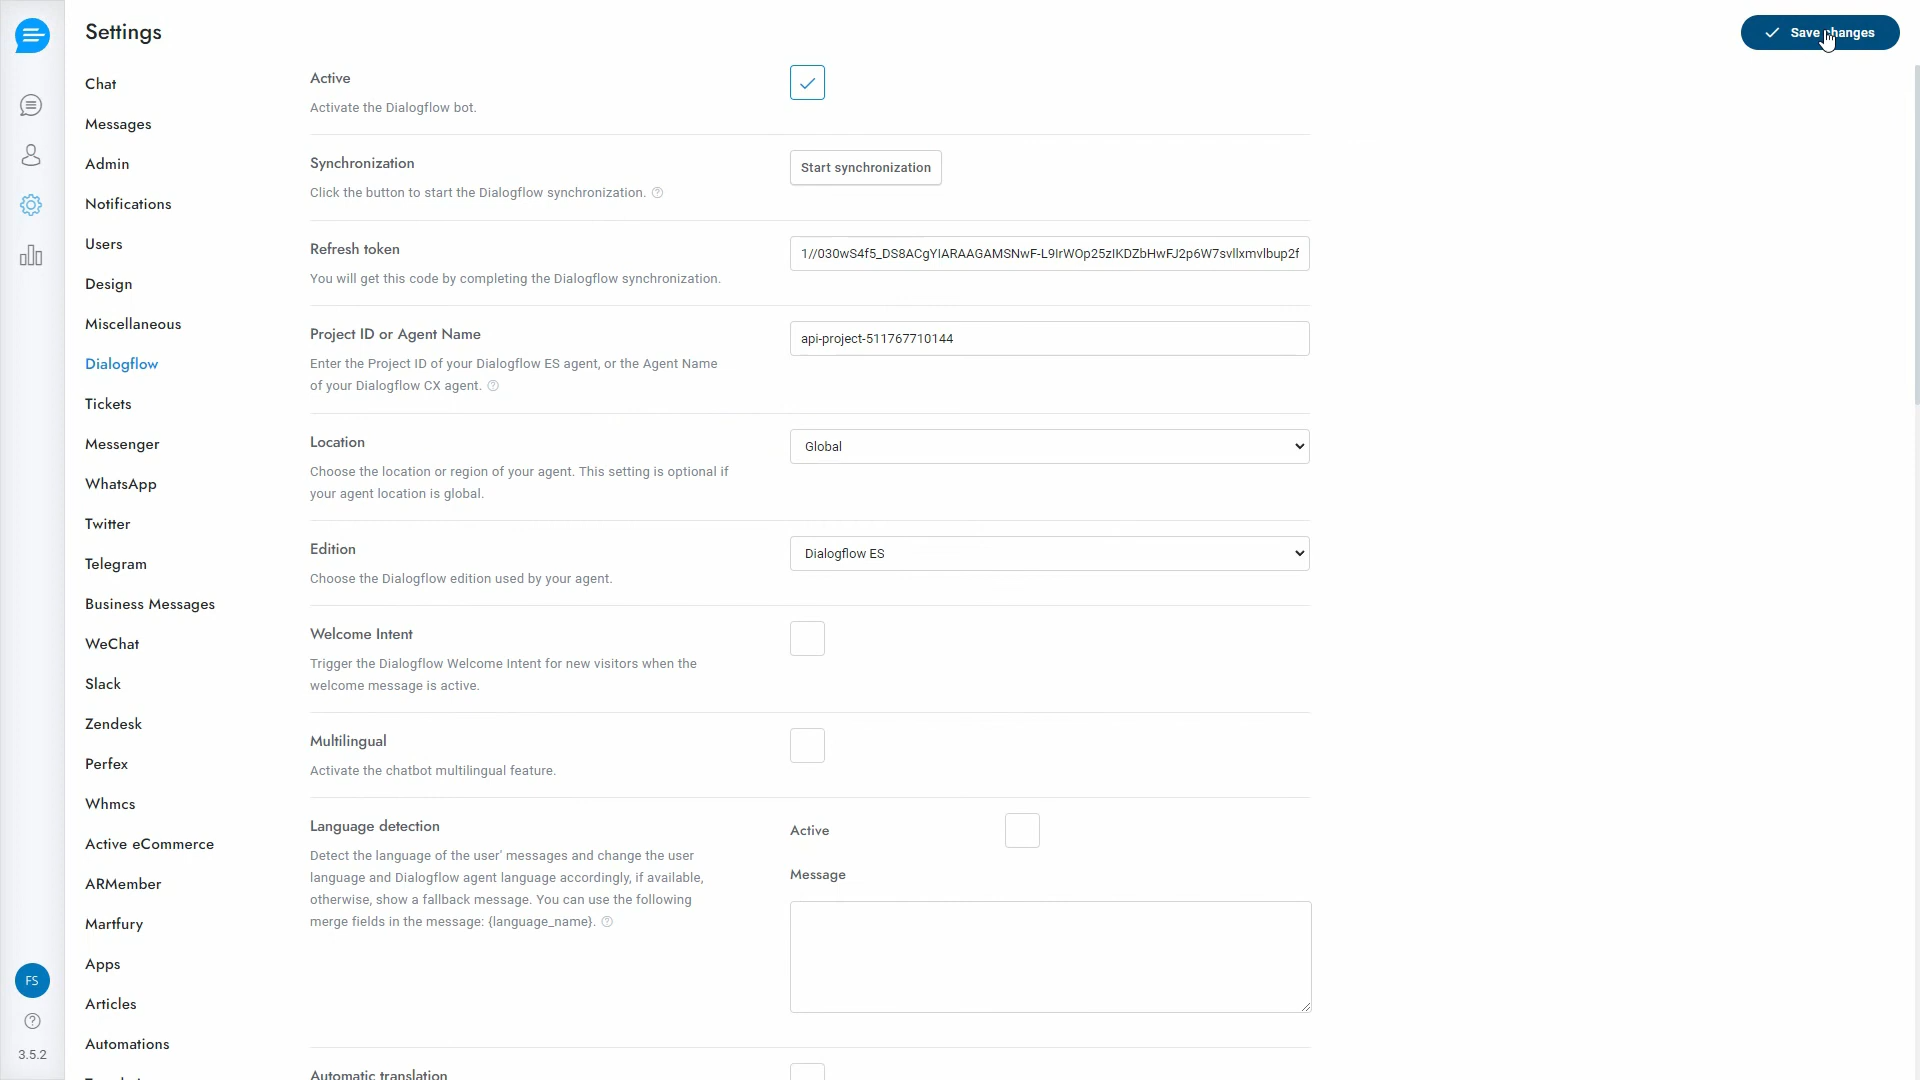 Settings
Save changes
Chat
Messages
Admin
Notifications
Users
Design
Miscellaneous
Dialogflow
Tickets
Messenger
WhatsApp
Twitter
Telegram
Business Messages
WeChat
Slack
Zendesk
Perfex
Whmcs
Active eCommerce
ARMember
Martfury
Apps
Articles
Automations
FS
3.5.2
Active
Activate the Dialogflow bot.
Synchronization
Click the button to start the Dialogflow synchronization.
Start synchronization
Refresh token
You will get this code by completing the Dialogflow synchronization.
1//030wS4f5_DS8ACgYIARAAGAMSNwF-L9IrWOp25zIKDZbHwFJ2p6W7svllxmvlbup2f
Project ID or Agent Name
Enter the Project ID of your Dialogflow ES agent, or the Agent Name
of your Dialogflow CX agent.
api-project-511767710144
Location
Choose the location or region of your agent. This setting is optional if
your agent location is global.
Global
Edition
Choose the Dialogflow edition used by your agent.
Dialogflow ES
Welcome Intent
Trigger the Dialogflow Welcome Intent for new visitors when the
welcome message is active.
Multilingual
Activate the chatbot multilingual feature.
Language detection
Detect the language of the user' messages and change the user
language and Dialogflow agent language accordingly, if available,
otherwise, show a fallback message. You can use the following
merge fields in the message: {language_name}.
Active
Message
Automatic translation